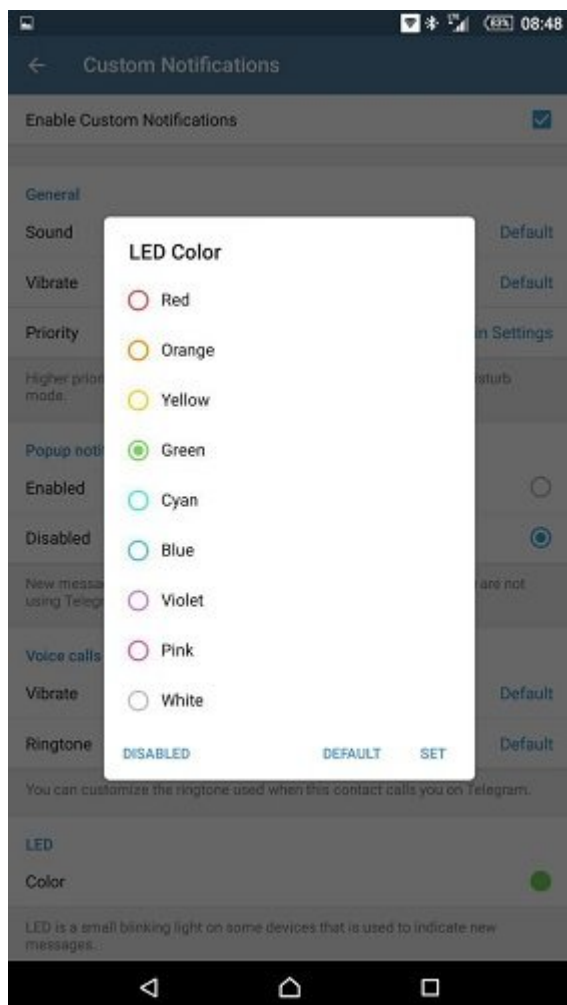 LTE 69% 08:48
Custom Notifications
Enable Custom Notifications
General
Sound Default
Vibrate Default
Priority in Settings
Higher prior
mode.
LED Color
Red
Orange
Yellow
Green
Cyan
Blue
Violet
Pink
White
DISABLED DEFAULT SET
Popup noti
Enabled
Disabled
New messa are not
using Telegr
Voice calls
Vibrate Default
Ringtone Default
You can customize the ringtone used when this contact calls you on Telegram.
LED
Color
LED is a small blinking light on some devices that is used to indicate new
messages.